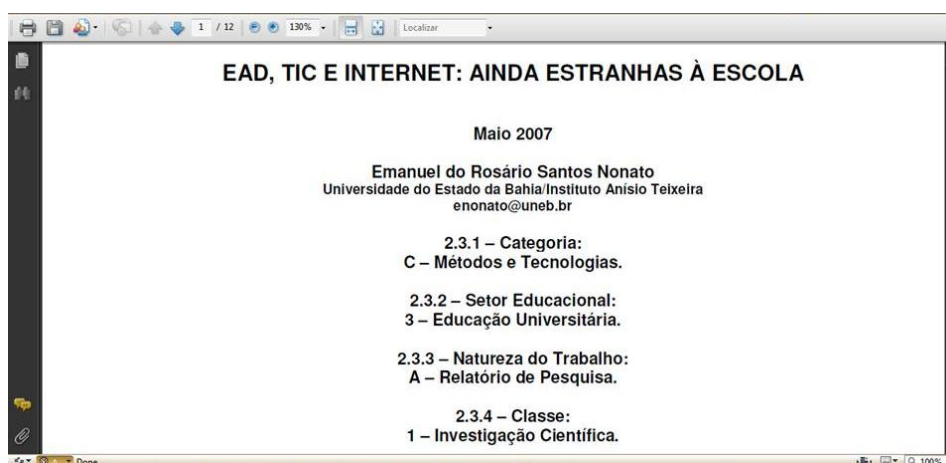 1 / 12 130% Localizar
EAD, TIC E INTERNET: AINDA ESTRANHAS À ESCOLA
Maio 2007
Emanuel do Rosário Santos Nonato
Universidade do Estado da Bahia/Instituto Anísio Teixeira
enonato@uneb.br
2.3.1 – Categoria:
C – Métodos e Tecnologias.
2.3.2 – Setor Educacional:
3 – Educação Universitária.
2.3.3 – Natureza do Trabalho:
A – Relatório de Pesquisa.
2.3.4 – Classe:
1 – Investigação Científica.
Done 100%